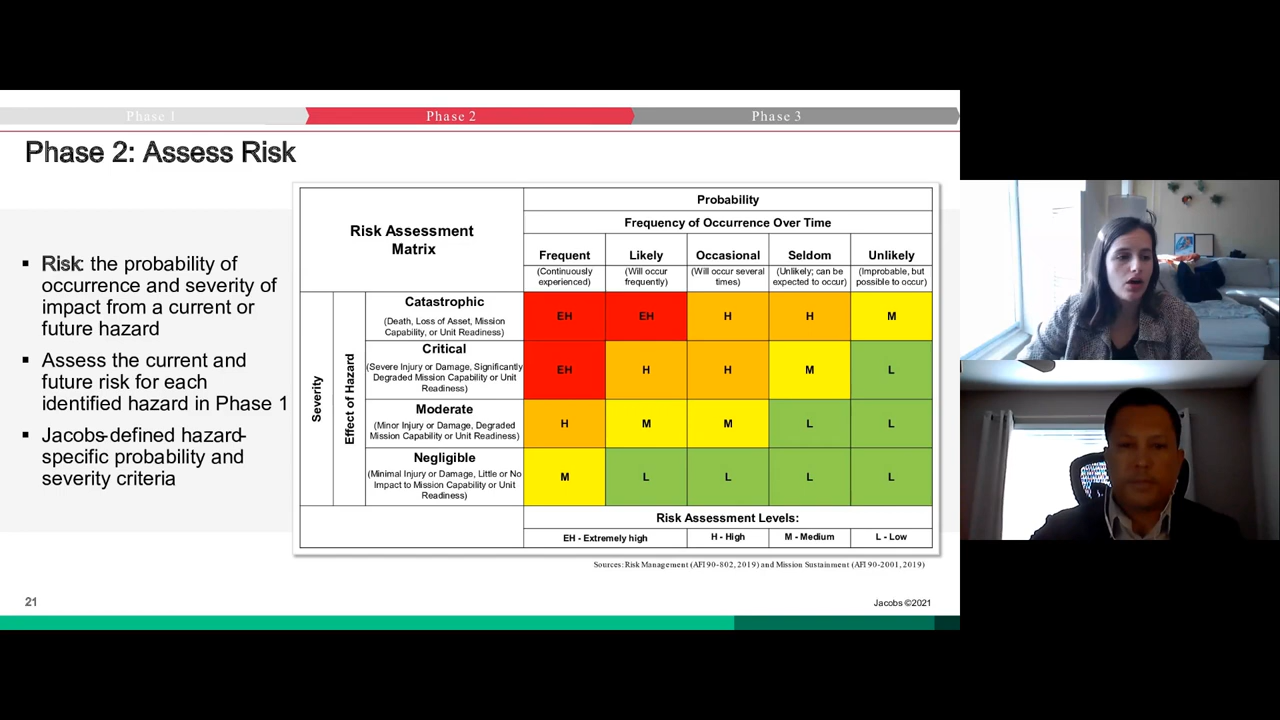 Phase 1
Phase 2
Phase 3
Phase 2: Assess Risk
▪ Risk: the probability of
occurrence and severity of
impact from a current or
future hazard
▪ Assess the current and
future risk for each
identified hazard in Phase 1
▪ Jacobs-defined hazard-
specific probability and
severity criteria
Risk Assessment
Matrix
Probability
Frequency of Occurrence Over Time
Frequent
(Continuously
experienced)
Likely
(Will occur
frequently)
Occasional
(Will occur several
times)
Seldom
(Unlikely; can be
expected to occur)
Unlikely
(Improbable, but
possible to occur)
Severity
Effect of Hazard
Catastrophic
(Death, Loss of Asset, Mission
Capability, or Unit Readiness)
EH EH H H M
Critical
(Severe Injury or Damage, Significantly
Degraded Mission Capability or Unit
Readiness)
EH H H M L
Moderate
(Minor Injury or Damage, Degraded
Mission Capability or Unit Readiness)
H M M L L
Negligible
(Minimal Injury or Damage, Little or No
Impact to Mission Capability or Unit
Readiness)
M L L L L
Risk Assessment Levels:
EH - Extremely high
H - High
M - Medium
L - Low
Sources: Risk Management (AFI 90-802, 2019) and Mission Sustainment (AFI 90-2001, 2019)
21
Jacobs ©2021